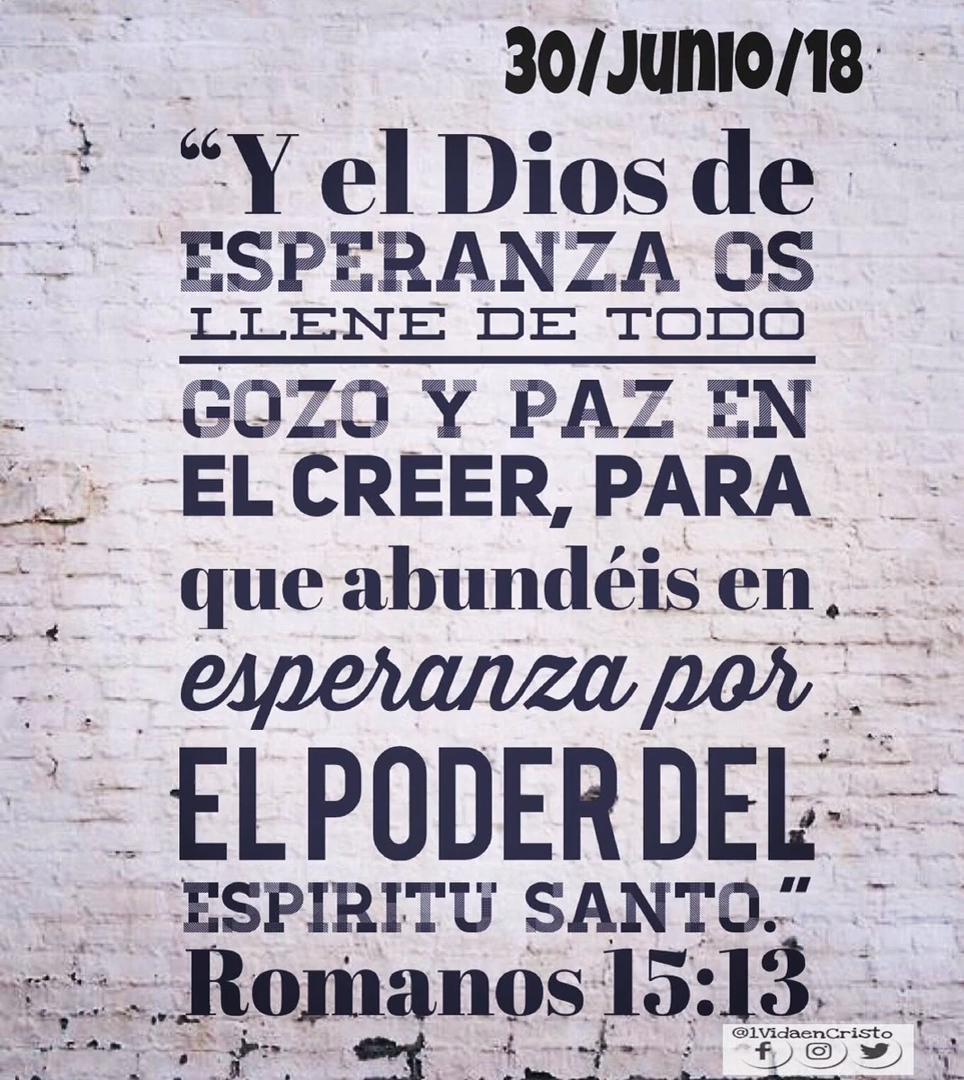 30/Junio/18
“Y el Dios de
ESPERANZA OS
LLENE DE TODO
GOZO Y PAZ EN
EL CREER, PARA
que abundéis en
esperanza por
EL PODER DEL
ESPIRITU SANTO.”
Romanos 15:13
@1VidaenCristo